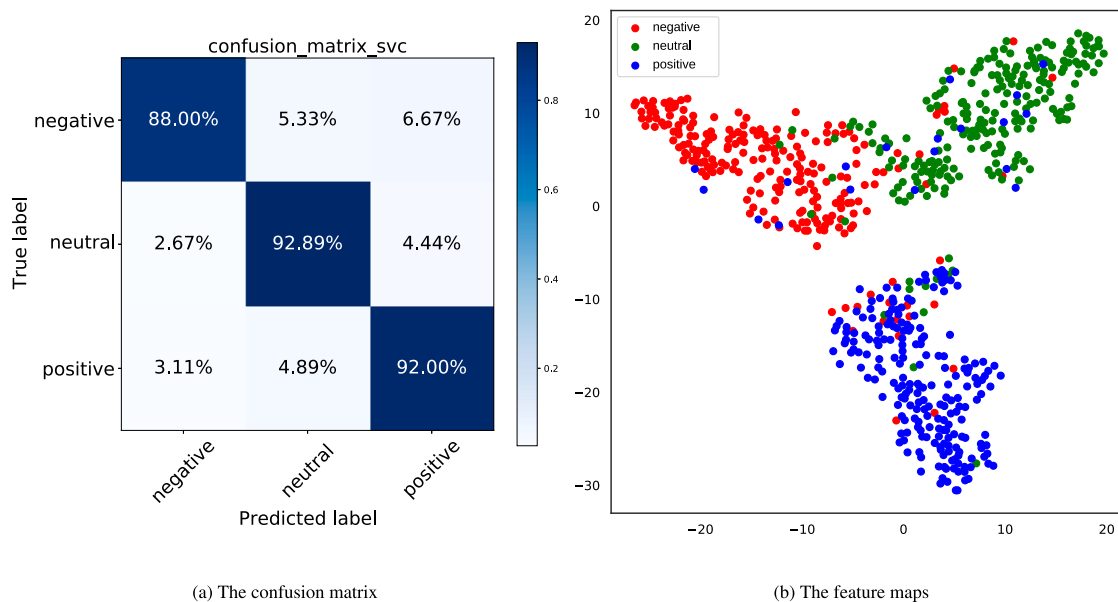 confusion_matrix_svc
True label
negative
88.00%
5.33%
6.67%
neutral
2.67%
92.89%
4.44%
positive
3.11%
4.89%
92.00%
negative
neutral
positive
Predicted label
0.8
0.6
0.4
0.2
(a) The confusion matrix
negative
neutral
positive
20
10
0
−10
−20
−30
−20
−10
0
10
20
(b) The feature maps